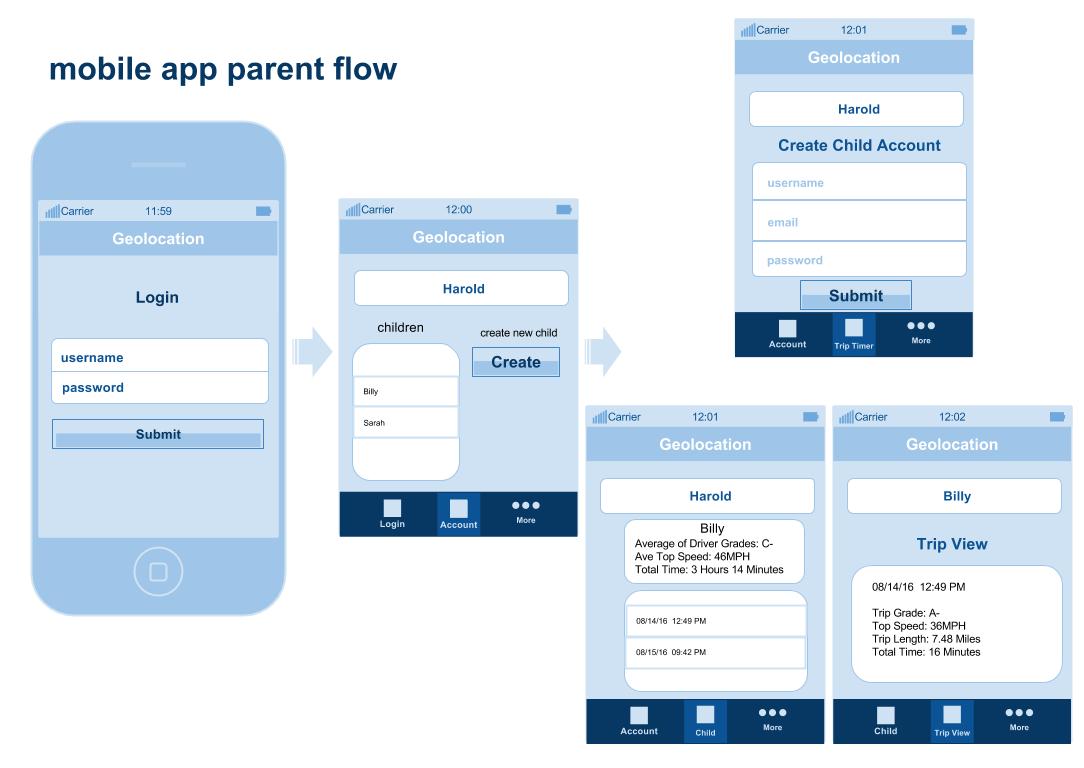 mobile app parent flow
Carrier 11:59
Geolocation
Login
username
password
Submit
Carrier 12:00
Geolocation
Harold
children
create new child
Create
Billy
Sarah
Login Account More
Carrier 12:01
Geolocation
Harold
Create Child Account
username
email
password
Submit
Account Trip Timer More
Carrier 12:01
Geolocation
Harold
Billy
Average of Driver Grades: C-
Ave Top Speed: 46MPH
Total Time: 3 Hours 14 Minutes
08/14/16 12:49 PM
08/15/16 09:42 PM
Account Child More
Carrier 12:02
Geolocation
Billy
Trip View
08/14/16 12:49 PM
Trip Grade: A-
Top Speed: 36MPH
Trip Length: 7.48 Miles
Total Time: 16 Minutes
Child Trip View More